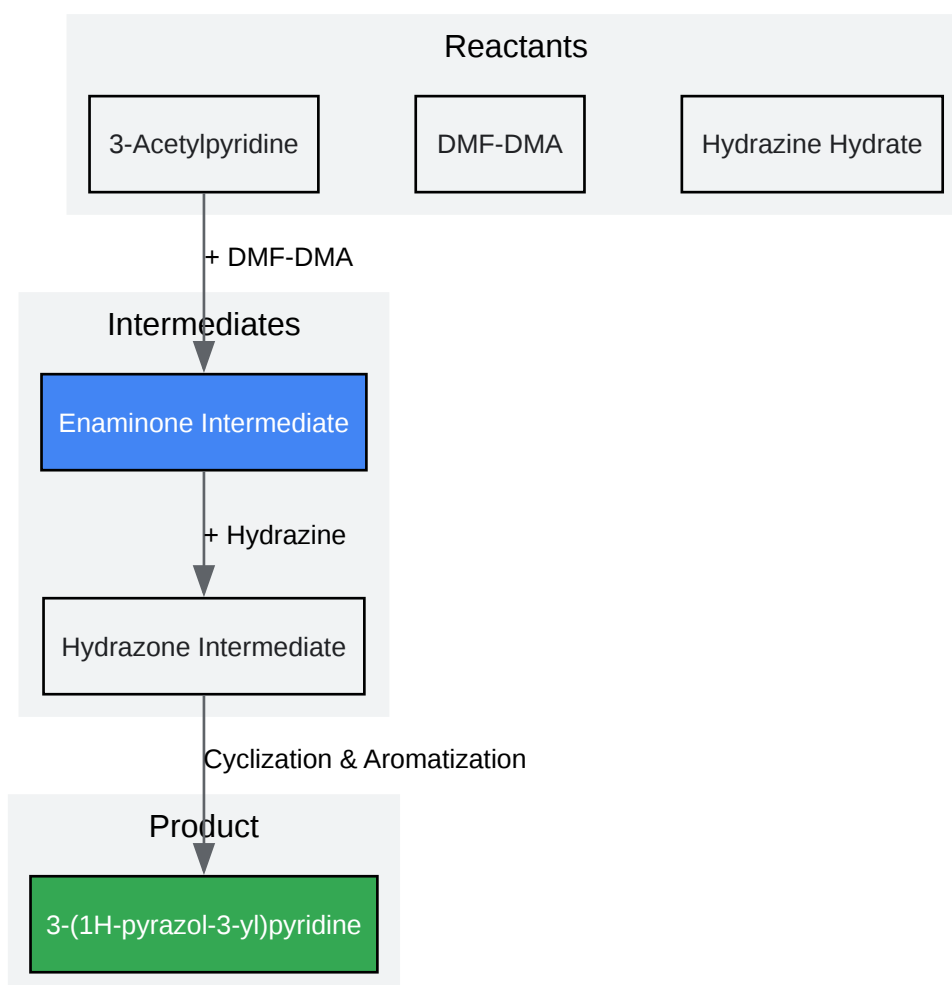 Reactants
3-Acetylpyridine
DMF-DMA
Hydrazine Hydrate
+ DMF-DMA
Intermediates
Enaminone Intermediate
+ Hydrazine
Hydrazone Intermediate
Cyclization & Aromatization
Product
3-(1H-pyrazol-3-yl)pyridine